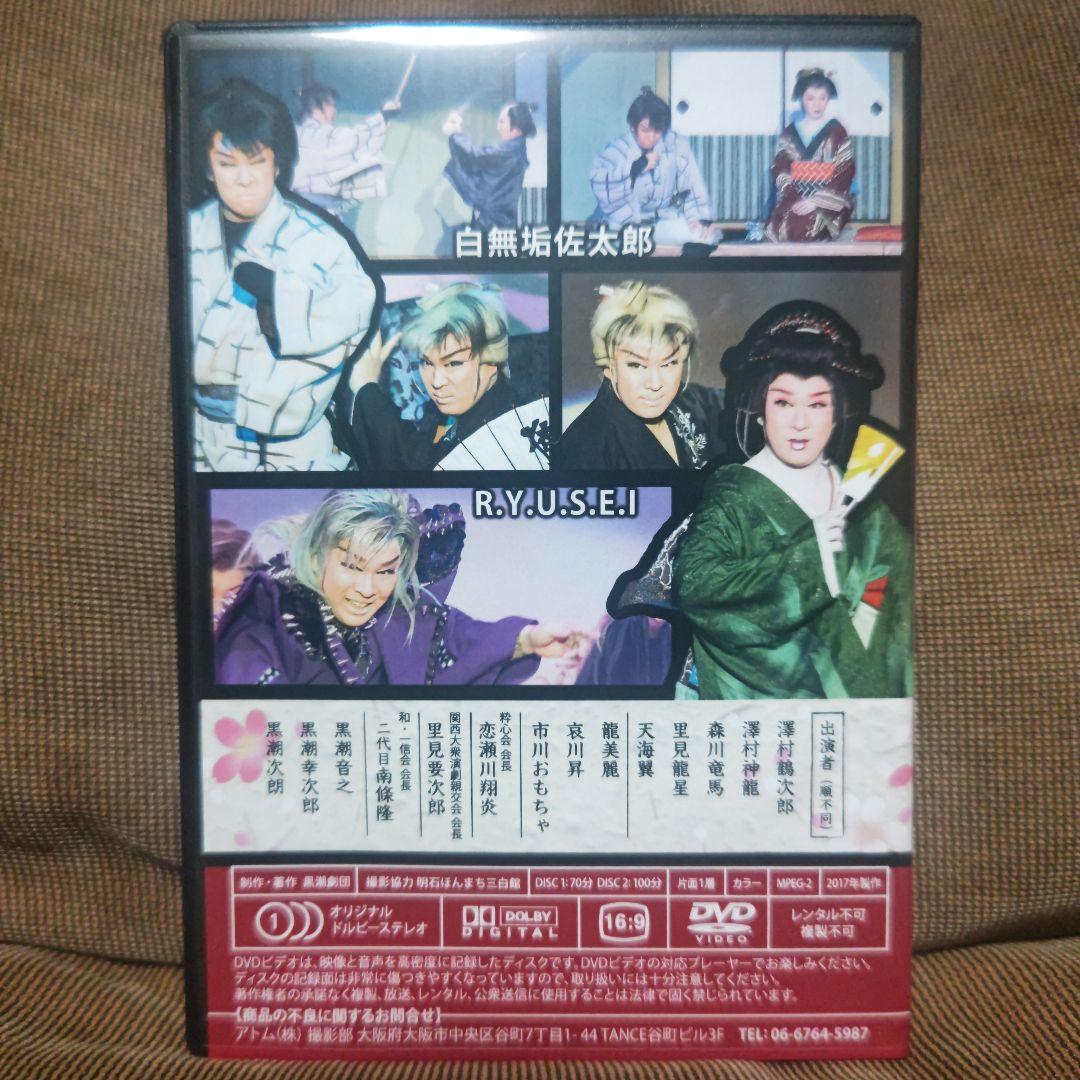 白無垢佐太郎
R.Y.U.S.E.I
出演者（順不同）
澤村鶴次郎
澤村神龍
森川竜馬
里見龍星
天海翼
龍美麗
哀川昇
市川おもちゃ
粋心会 会長
恋瀬川翔炎
関西大衆演劇親交会 会長
里見要次郎
和・一信会 会長
二代目南條隆
黒潮音之
黒潮幸次郎
黒潮次朗
制作・著作 黒潮劇団
撮影協力 明石ほんまち三白館
DISC 1:70分 DISC 2:100分
片面1層
カラー
MPEG-2
2017年製作
1
オリジナル
ドルビーステレオ
DOLBY
DIGITAL
16:9
DVD
VIDEO
レンタル不可
複製不可
DVDビデオは、映像と音声を高密度に記録したディスクです。DVDビデオの対応プレーヤーでお楽しみください。
ディスクの記録面は非常に傷つきやすくなっていますので、取り扱いには十分注意してください。
著作権者の承諾なく複製、放送、レンタル、公衆送信に使用することは法律で固く禁じられています。
【商品の不良に関するお問合せ】
アトム（株） 撮影部 大阪府大阪市中央区谷町7丁目1-44 TANCE谷町ビル3F
TEL: 06-6764-5987